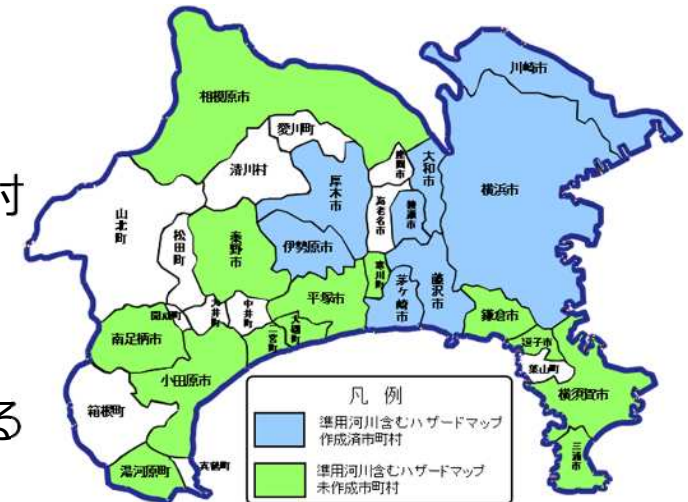 村
る
川崎市
相模原市
愛川町
清川村
厚木市
座間市
大和市
横浜市
海老名市
綾瀬市
山北町
松田町
秦野市
伊勢原市
寒川町
茅ヶ崎市
藤沢市
平塚市
開成町
大井町
中井町
二宮町
大磯町
鎌倉市
逗子市
葉山町
南足柄市
小田原市
横須賀市
箱根町
三浦市
湯河原町
真鶴町
凡 例
準用河川含むハザードマップ
作成済市町村
準用河川含むハザードマップ
未作成市町村